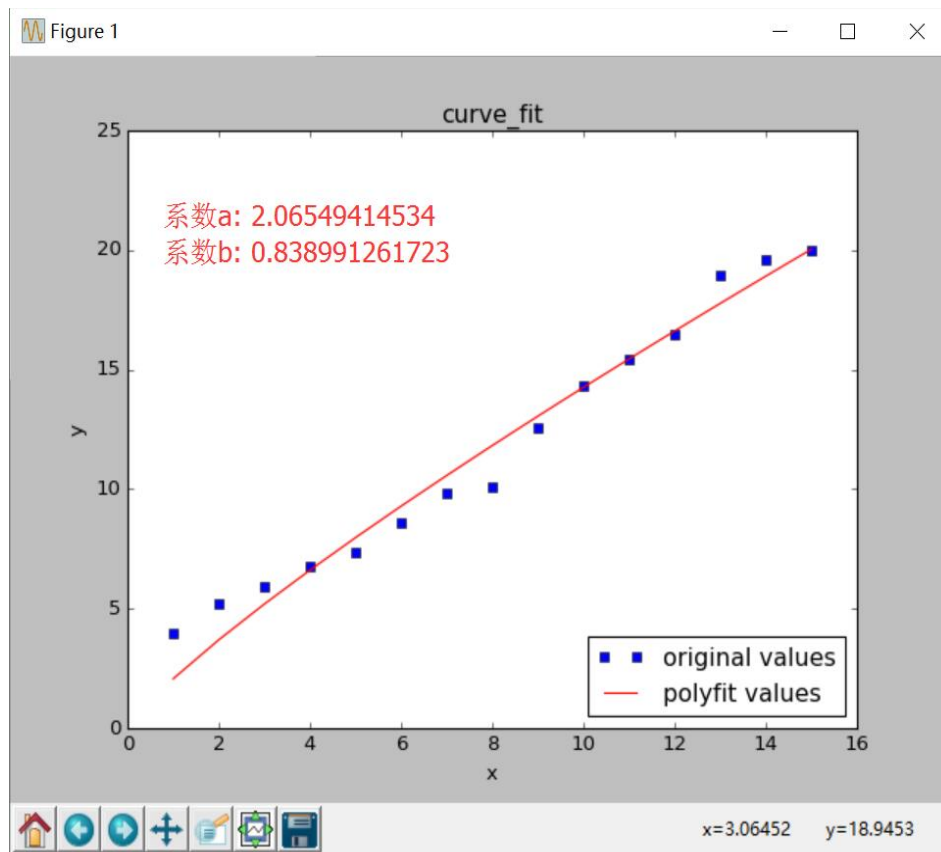 Figure 1
curve_fit
25
系数a: 2.06549414534
系数b: 0.838991261723
20
15
y
10
5
0
original values
polyfit values
0 2 4 6 8 10 12 14 16
x
x=3.06452 y=18.9453